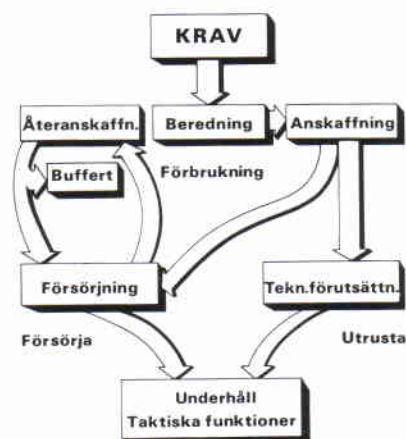 KRAV
Återanskaffn.
Beredning
Anskaffning
Buffert
Förbrukning
Försörjning
Tekn.förutsättn.
Försörja
Utrusta
Underhåll
Taktiska funktioner